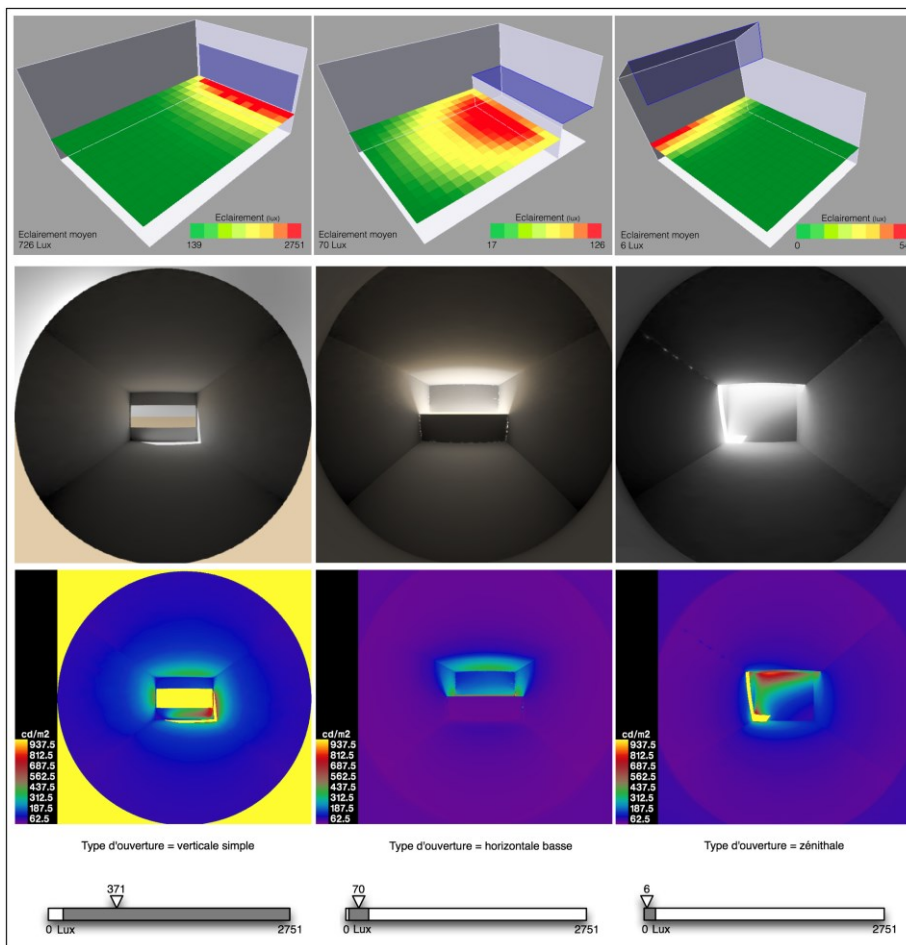 Eclairement moyen
726 Lux
Eclairement (lux)
139 2751
Eclairement moyen
70 Lux
Eclairement (lux)
17 126
Eclairement moyen
6 Lux
Eclairement (lux)
0
cd/m2
937.5
812.5
687.5
562.5
437.5
312.5
187.5
62.5
cd/m2
937.5
812.5
687.5
562.5
437.5
312.5
187.5
62.5
cd/m2
937.5
812.5
687.5
562.5
437.5
312.5
187.5
62.5
Type d'ouverture = verticale simple
Type d'ouverture = horizontale basse
Type d'ouverture = zénithale
371
0 Lux 2751
70
0 Lux 2751
6
0 Lux 2751